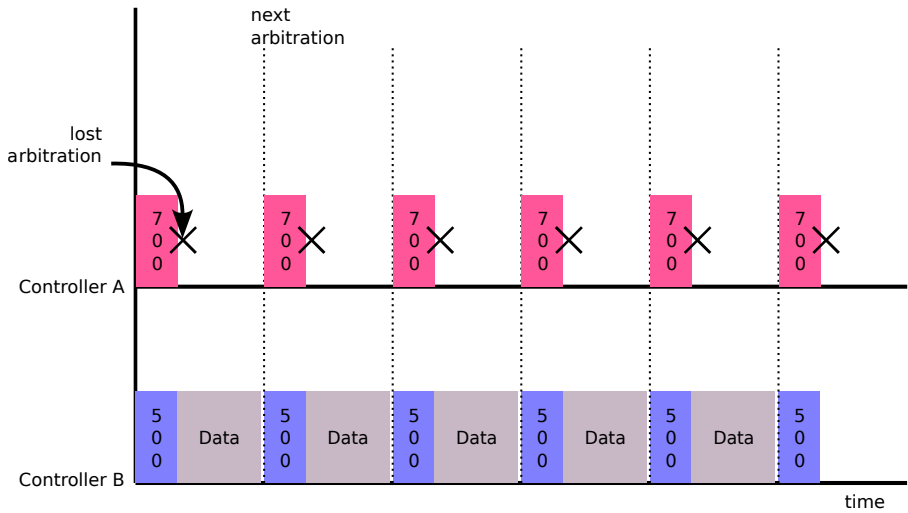 next
arbitration
lost
arbitration
7 7 7 7 7 7
0 0 0 0 0 0
0 0 0 0 0 0
Controller A
5 5 5 5 5 5
0 Data 0 Data 0 Data 0 Data 0 Data 0
0 0 0 0 0 0
Controller B
time